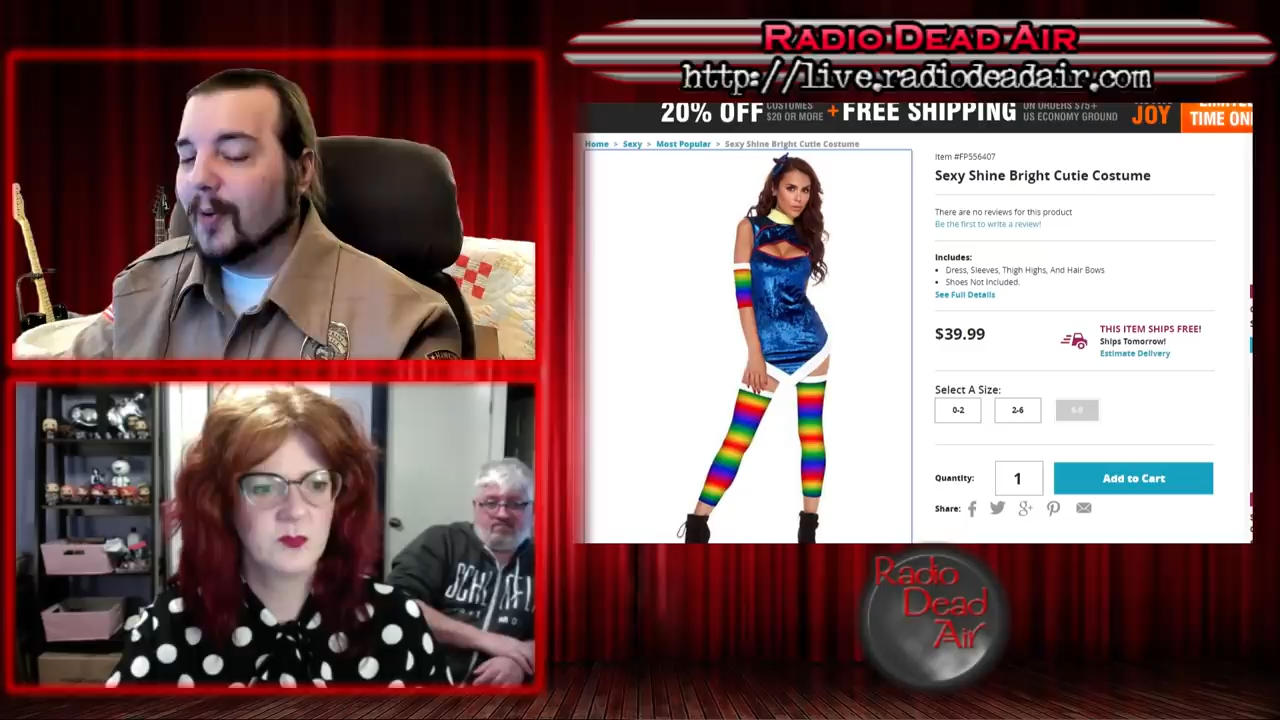 RADIO DEAD AIR
http://live.radiodeadair.com
20% OFF COSTUMES $20 OR MORE + FREE SHIPPING ON ORDERS $75+ US ECONOMY GROUND
JOY
TIME ON
Home > Sexy > Most Popular > Sexy Shine Bright Cutie Costume
Item #FP556407
Sexy Shine Bright Cutie Costume
There are no reviews for this product
Be the first to write a review!
Includes:
Dress, Sleeves, Thigh Highs, And Hair Bows
Shoes Not Included.
See Full Details
$39.99
THIS ITEM SHIPS FREE!
Ships Tomorrow!
Estimate Delivery
Select A Size:
0-2 2-6
Quantity: 1 Add to Cart
Share:
Radio
Dead
Air